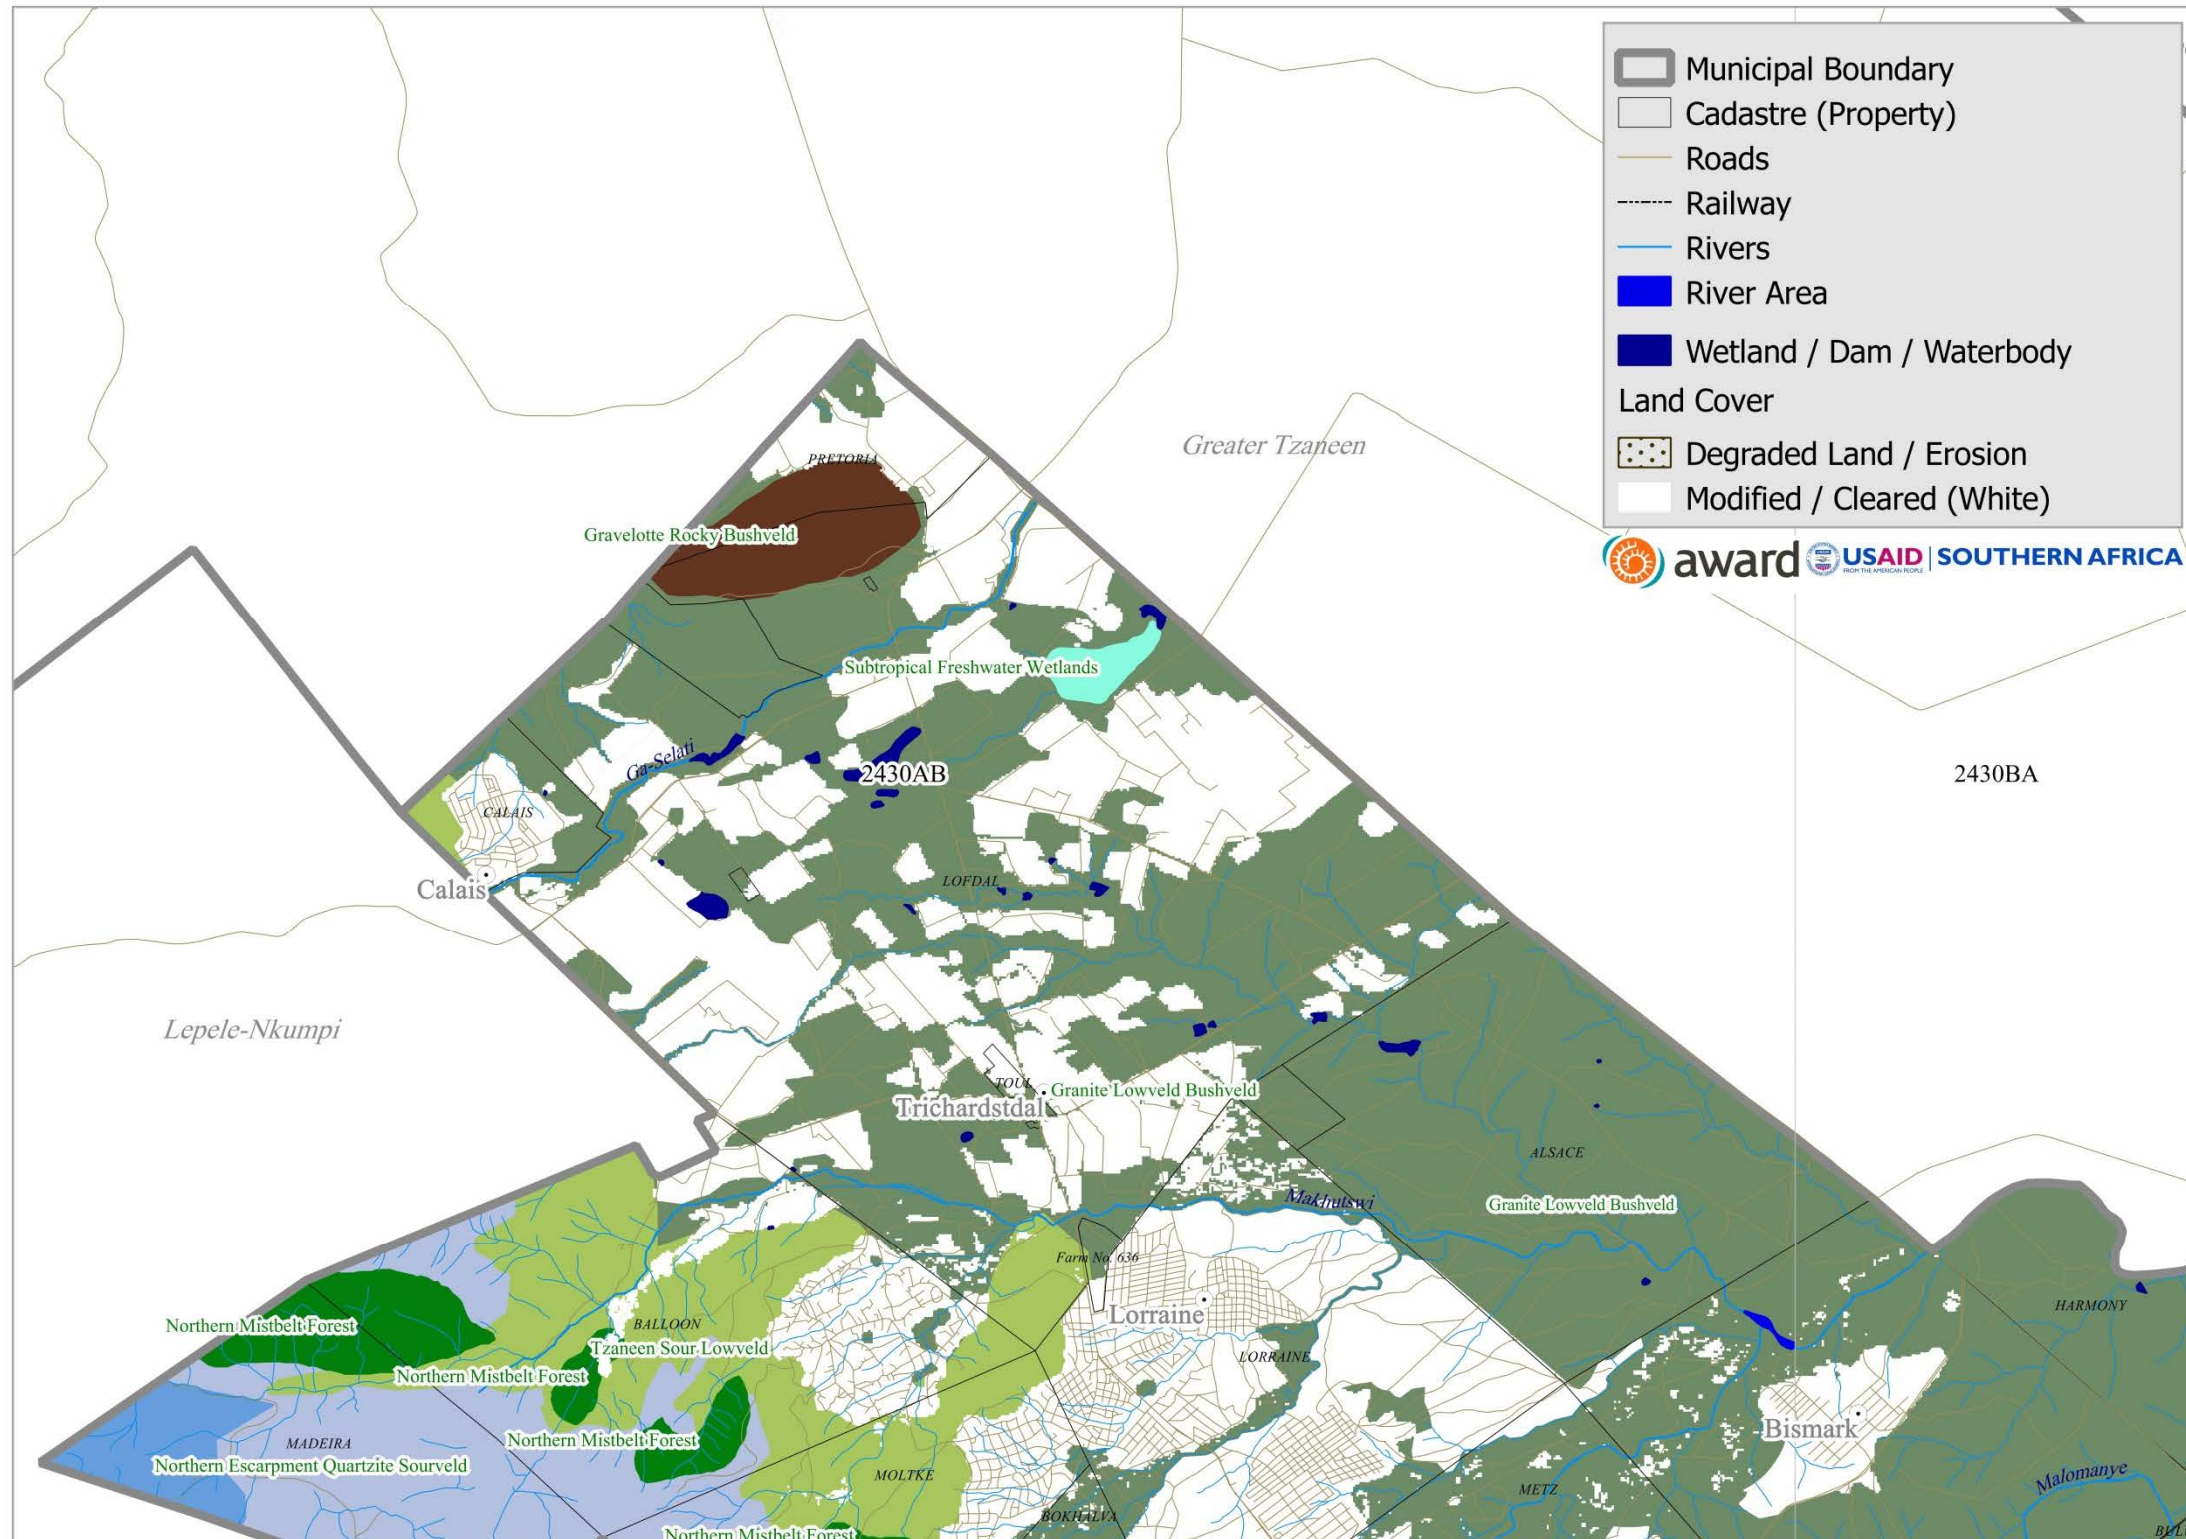 Municipal Boundary
Cadastre (Property)
Roads
Railway
Rivers
River Area
Wetland / Dam / Waterbody
Land Cover
Degraded Land / Erosion
Modified / Cleared (White)
award USAID FROM THE AMERICAN PEOPLE SOUTHERN AFRICA
Greater Tzaneen
PRETORIA
Gravelotte Rocky Bushveld
Subtropical Freshwater Wetlands
Ga-Selati
2430AB
2430BA
CALAIS
Calais
LOFDAL
Lepele-Nkumpi
TOUL
Granite Lowveld Bushveld
Trichardstdal
ALSACE
Makhutswi
Granite Lowveld Bushveld
Farm No. 636
Lorraine
HARMONY
Northern Mistbelt Forest
BALLOON
Tzaneen Sour Lowveld
LORRAINE
Northern Mistbelt Forest
Bismark
Northern Mistbelt Forest
MADEIRA
Northern Escarpment Quartzite Sourveld
MOLTKE
Malomanye
METZ
BOKHALVA
Northern Mistbelt Forest